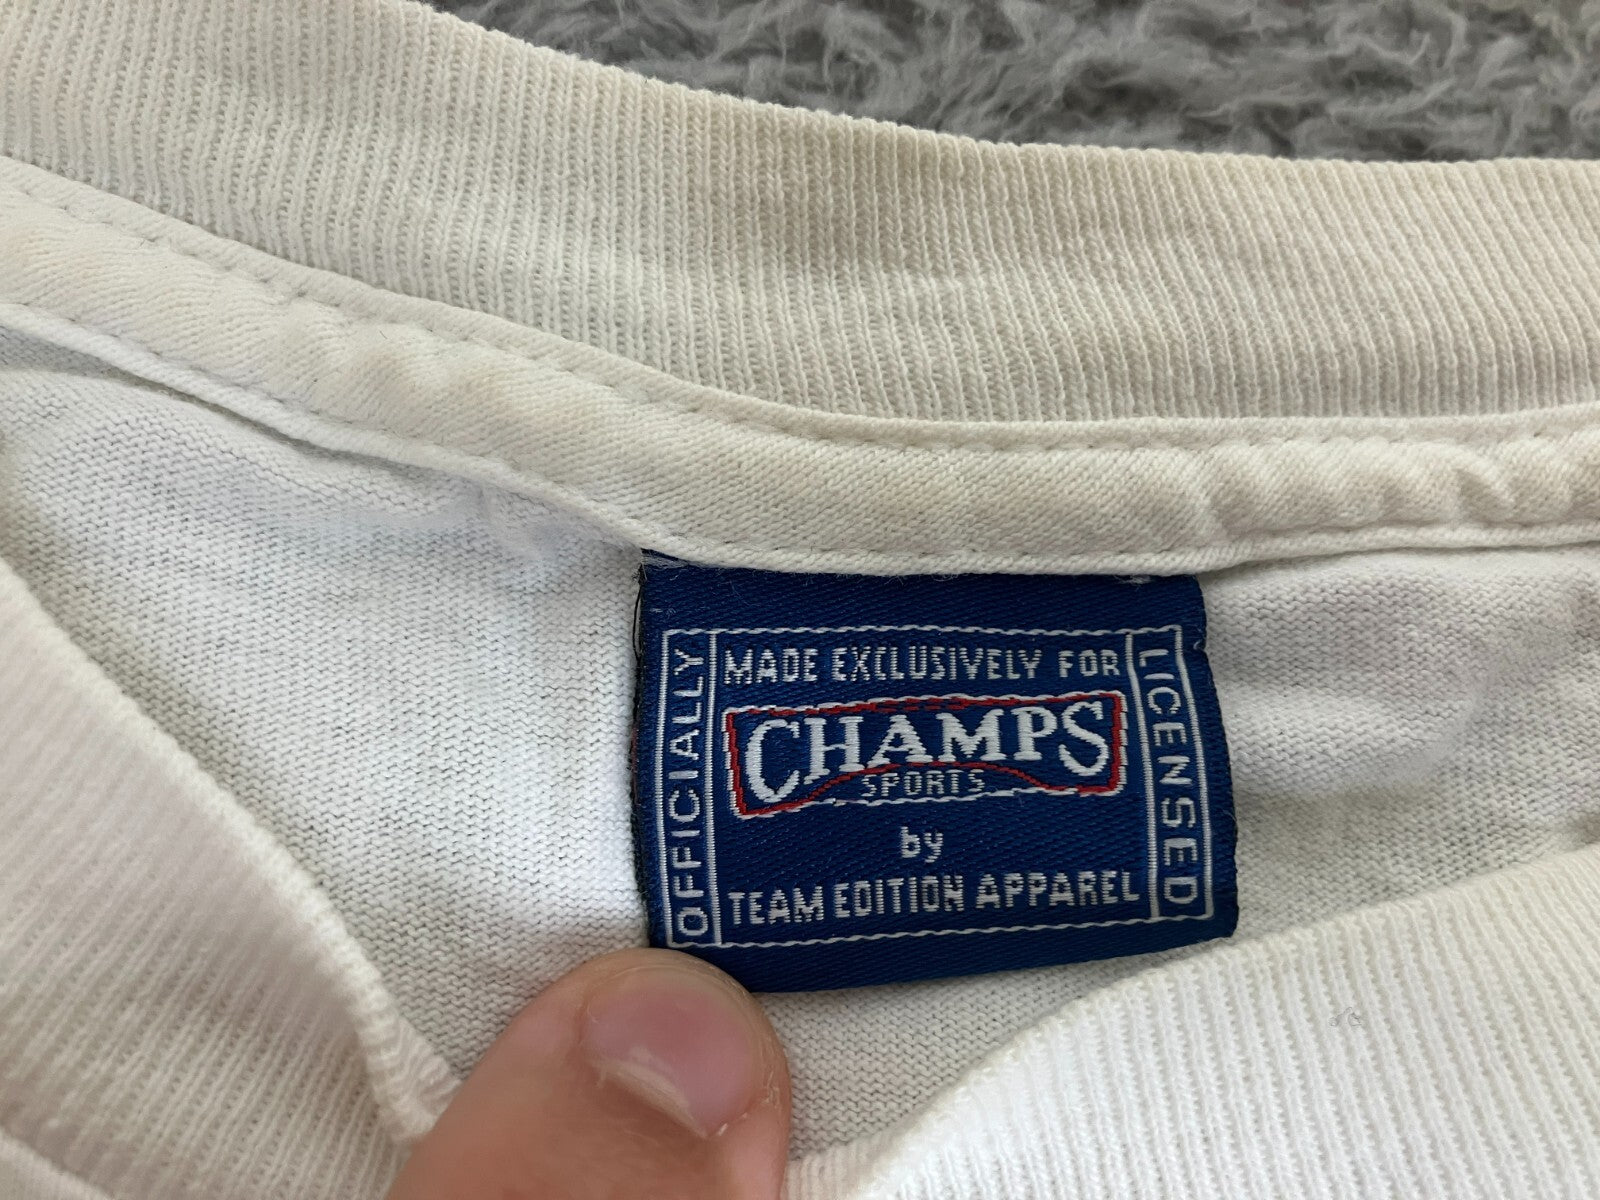 OFFICIALLY
MADE EXCLUSIVELY FOR
CHAMPS
SPORTS
by
TEAM EDITION APPAREL
LICENSED